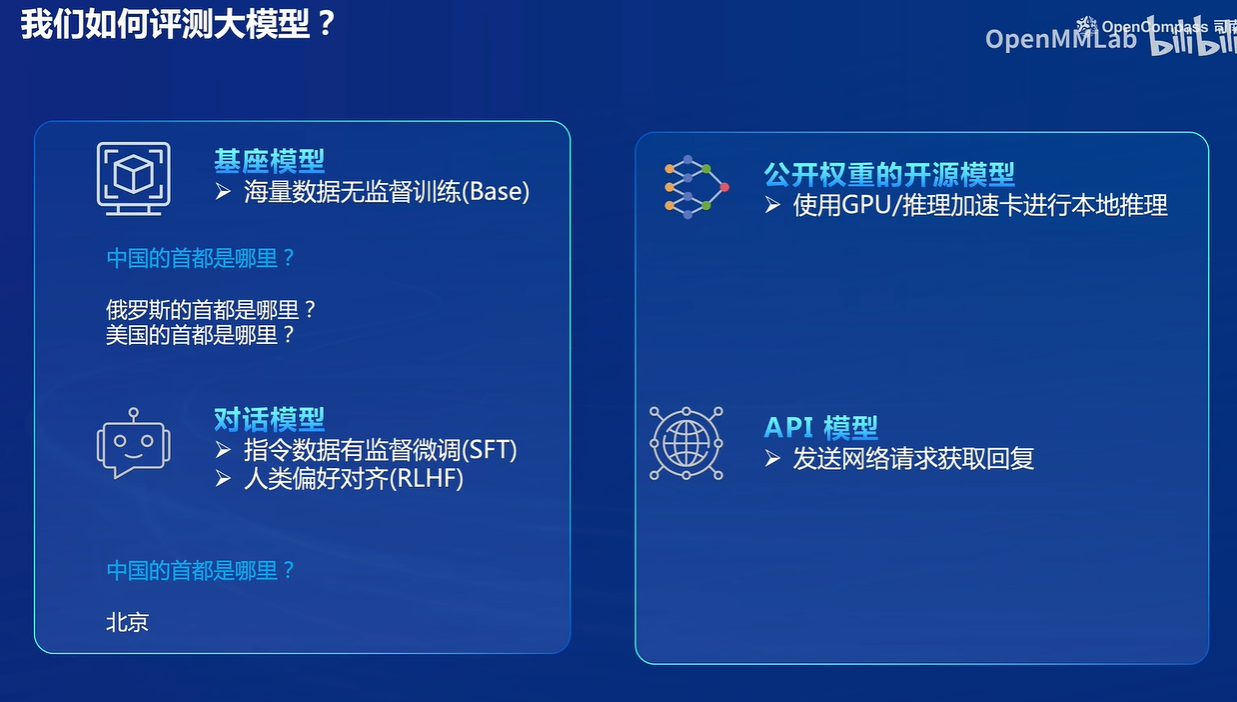 我们如何评测大模型？
OpenCompass
OpenMMLab bilibili
基座模型
➢ 海量数据无监督训练(Base)
中国的首都是哪里？
俄罗斯的首都是哪里？
美国的首都是哪里？
对话模型
➢ 指令数据有监督微调(SFT)
➢ 人类偏好对齐(RLHF)
中国的首都是哪里？
北京
公开权重的开源模型
➢ 使用GPU/推理加速卡进行本地推理
API 模型
➢ 发送网络请求获取回复